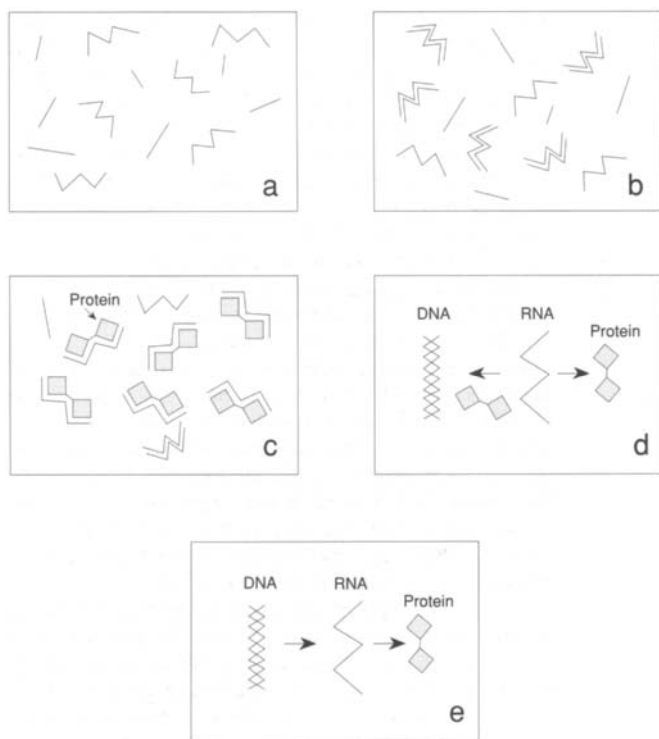 a
b
Protein
c
DNA RNA
Protein
d
DNA RNA
Protein
e